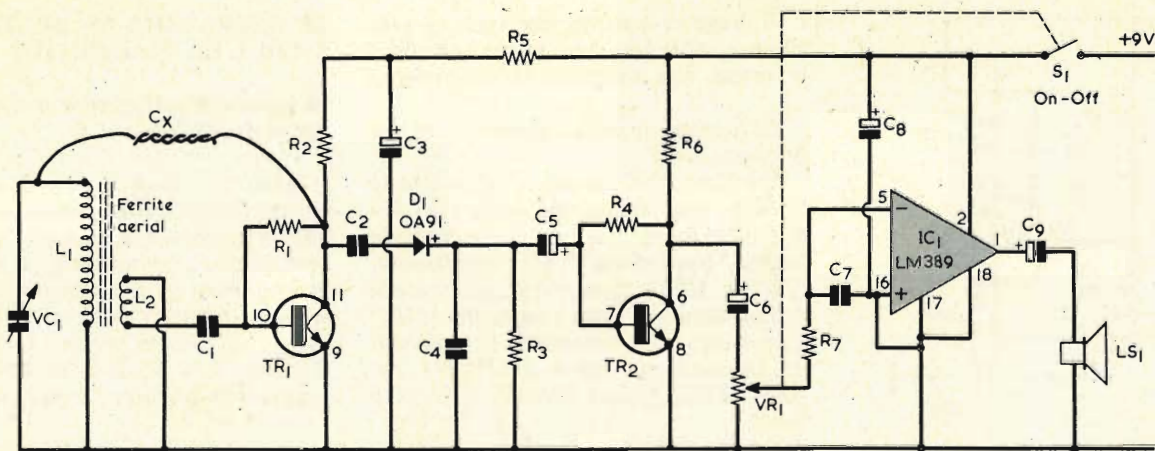 R5
+9V
S1
On-Off
CX
R2
C3
R6
C8
Ferrite
aerial
L1
R1
C2
D1
OA91
C5
R4
5
-
2
IC1
LM389
1
C9
+
VC1
L2
C1
10
11
9
TR1
C4
R3
7
6
8
TR2
C6
C7
16
+
17
18
R7
VR1
LS1